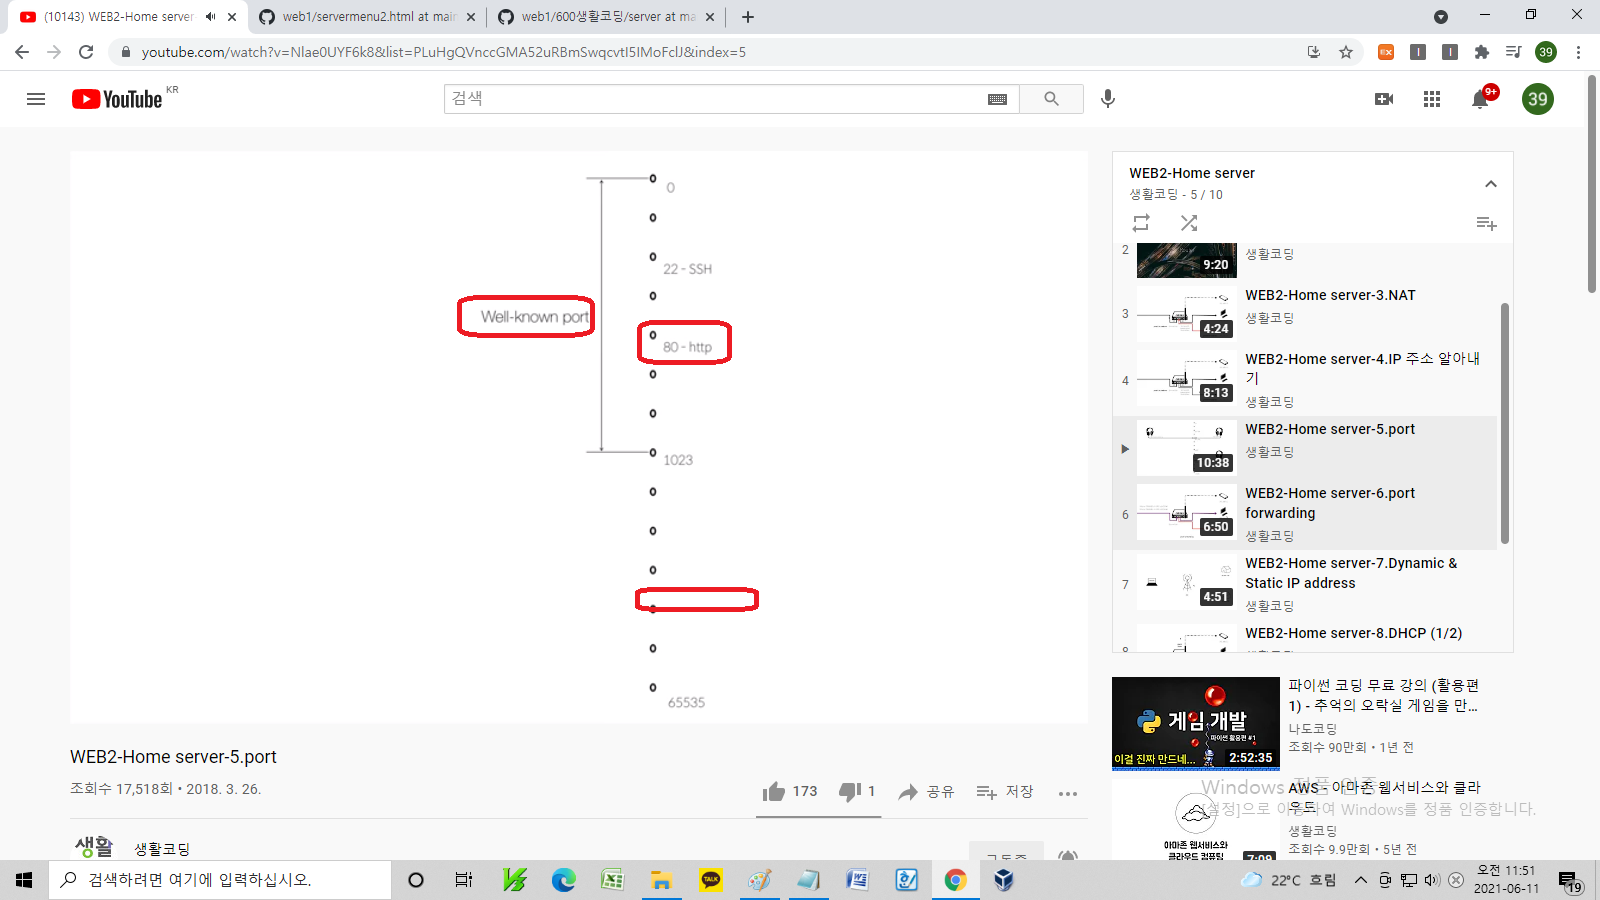 (10143) WEB2-Home server
web1/servermenu2.html at main
web1/600생활코딩/server at ma
youtube.com/watch?v=Nlae0UYF6k8&list=PLuHgQVnccGMA52uRBmSwqcvtI5IMoFclJ&index=5
EX
39
YouTube KR
검색
9+
39
0
22 - SSH
Well-known port
80 - http
1023
65535
WEB2-Home server
생활코딩 - 5 / 10
2
9:20
생활코딩
3
4:24
WEB2-Home server-3.NAT
생활코딩
4
8:13
WEB2-Home server-4.IP 주소 알아내
기
생활코딩
10:38
WEB2-Home server-5.port
생활코딩
6
6:50
WEB2-Home server-6.port
forwarding
생활코딩
7
4:51
WEB2-Home server-7.Dynamic &
Static IP address
생활코딩
8
WEB2-Home server-8.DHCP (1/2)
게임 개발
파이썬 활용편 #1
이걸 진짜 만드네...
2:52:35
파이썬 코딩 무료 강의 (활용편
1) - 추억의 오락실 게임을 만...
나도코딩
조회수 90만회 • 1년 전
아마존 웹서비스와
클라우드 컴퓨팅
7:09
AWS - 아마존 웹서비스와 클라
우드
생활코딩
조회수 9.9만회 • 5년 전
Windows 정품 인증
[설정]으로 이동하여 Windows를 정품 인증합니다.
WEB2-Home server-5.port
조회수 17,518회 • 2018. 3. 26.
173
1
공유
저장
생활
생활코딩
구독중
검색하려면 여기에 입력하십시오.
TALK
22°C 흐림
오전 11:51
2021-06-11
19